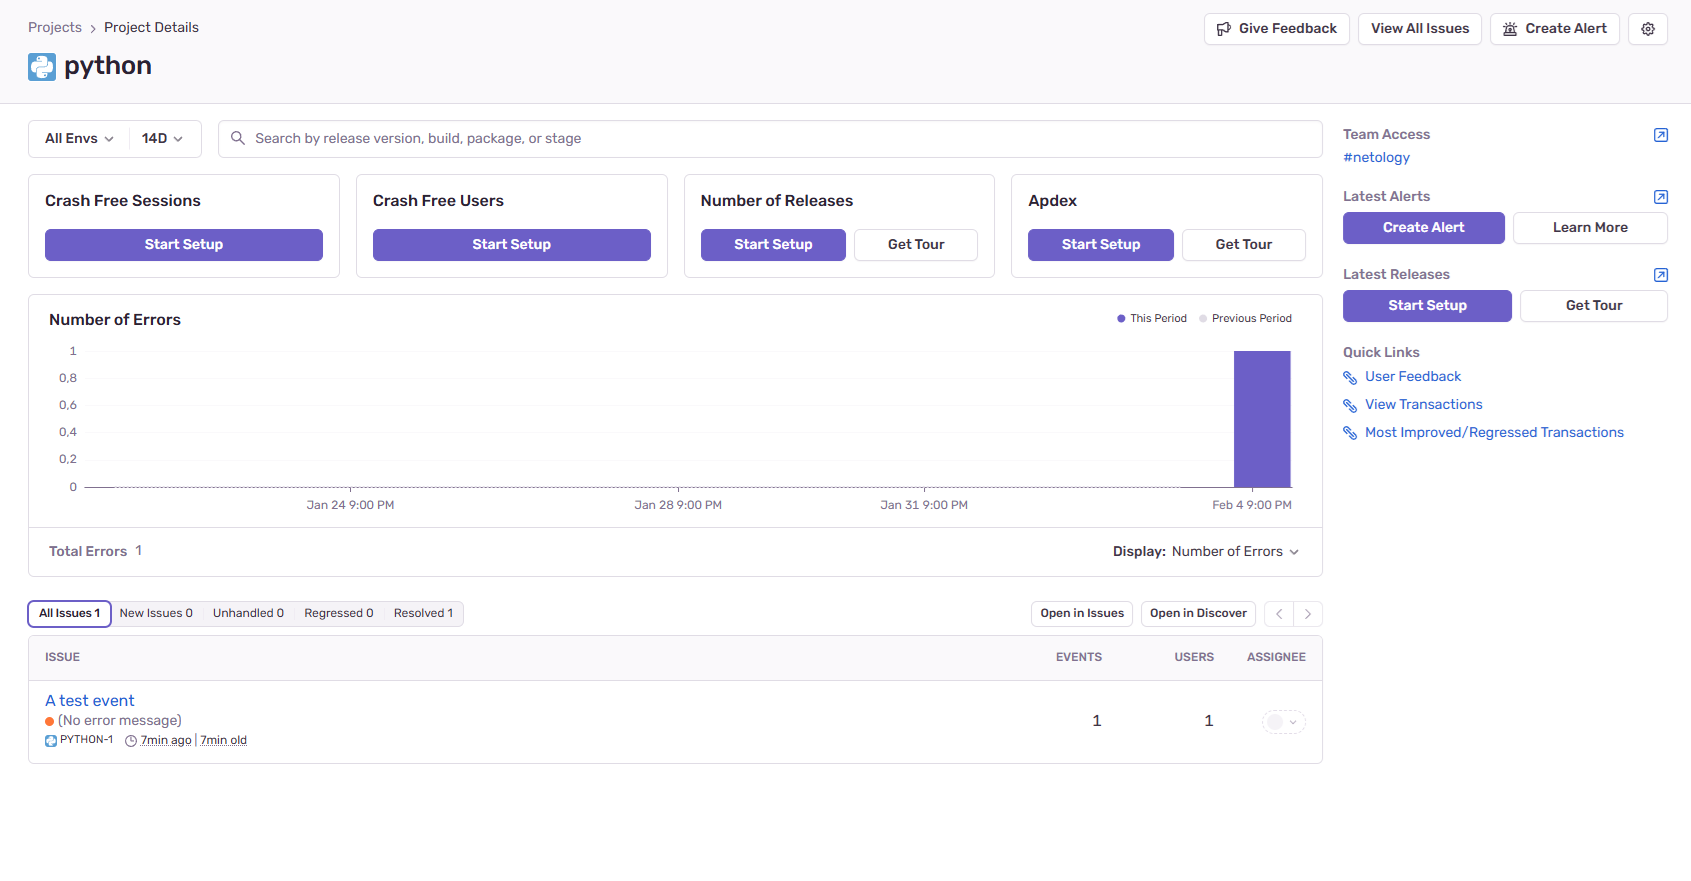 Projects > Project Details
Give Feedback
View All Issues
Create Alert
python
All Envs
14D
Search by release version, build, package, or stage
Crash Free Sessions
Start Setup
Crash Free Users
Start Setup
Number of Releases
Start Setup
Get Tour
Apdex
Start Setup
Get Tour
Number of Errors
This Period
Previous Period
1
0,8
0,6
0,4
0,2
0
Jan 24 9:00 PM
Jan 28 9:00 PM
Jan 31 9:00 PM
Feb 4 9:00 PM
Total Errors 1
Display: Number of Errors
All Issues 1
New Issues 0
Unhandled 0
Regressed 0
Resolved 1
Open in Issues
Open in Discover
ISSUE
EVENTS
USERS
ASSIGNEE
A test event
(No error message)
1
1
PYTHON-1
7min ago | 7min old
Team Access
#netology
Latest Alerts
Create Alert
Learn More
Latest Releases
Start Setup
Get Tour
Quick Links
User Feedback
View Transactions
Most Improved/Regressed Transactions